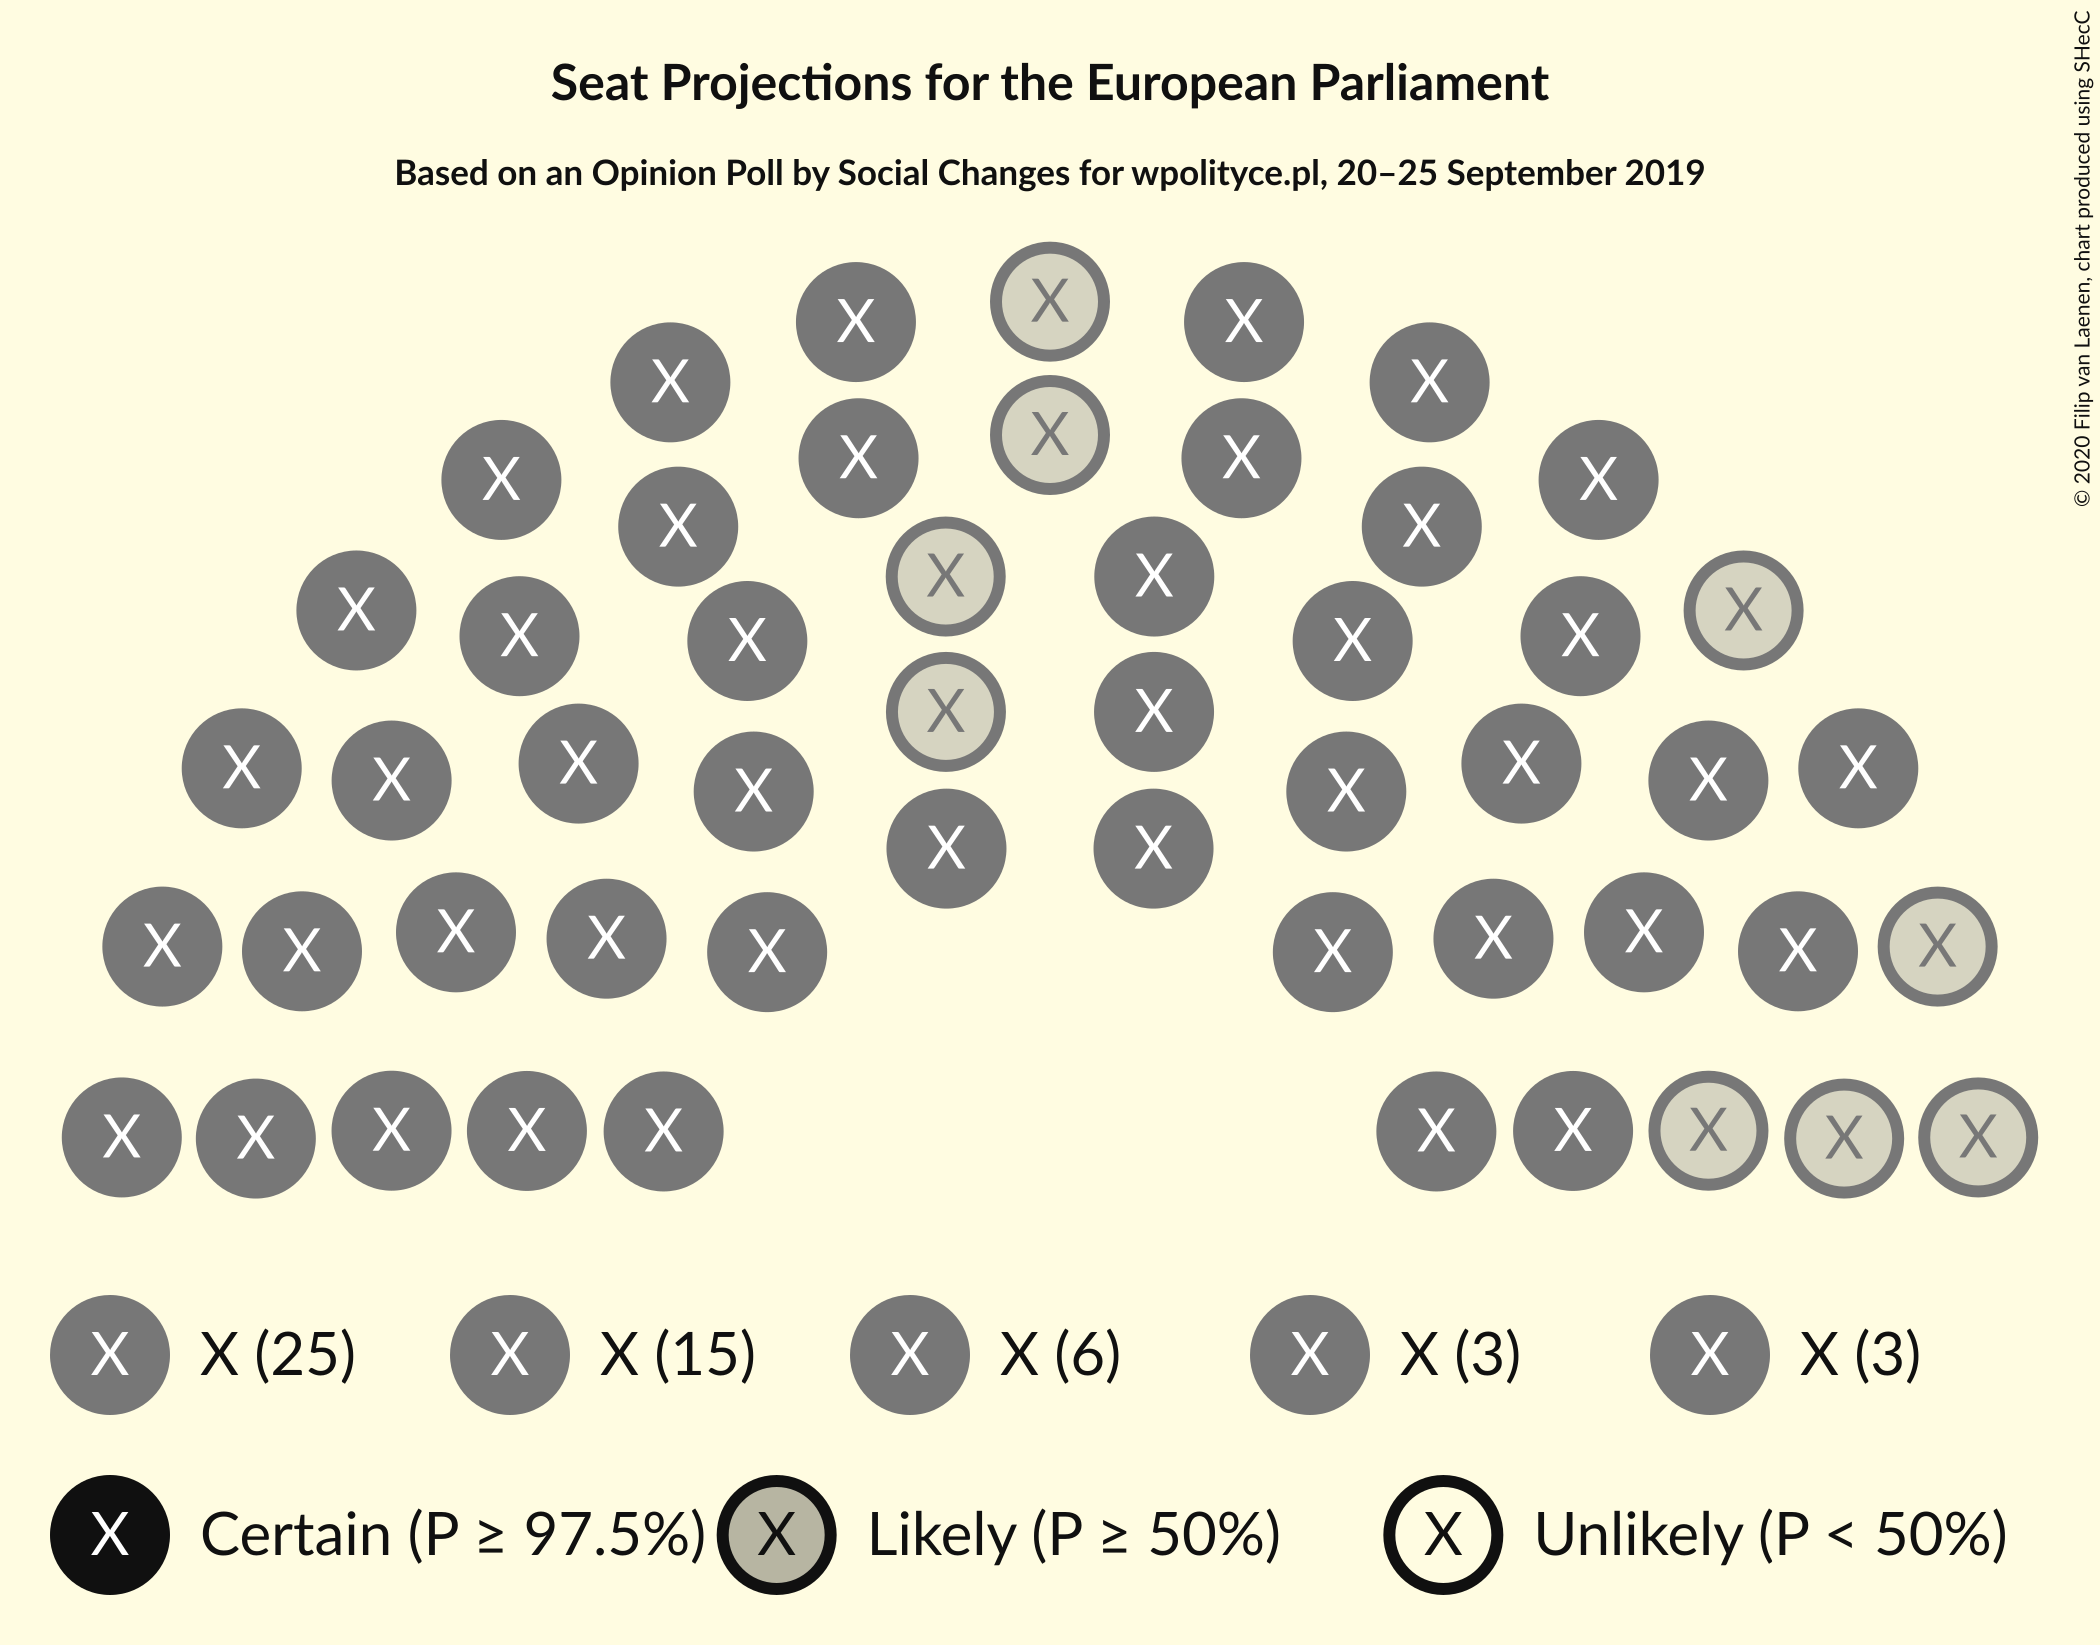 © 2020 Filip van Laenen, chart produced using SHecC
Seat Projections for the European Parliament
Based on an Opinion Poll by Social Changes for wpolityce.pl, 20–25 September 2019
X
X X
X X
X
X X
X X
X X
X X
X X
X X
X X
X X
X X X X
X X
X X
X X
X X X X X X X X X X
X X X X X X X X X X
X X (25) X X (15) X X (6) X X (3) X X (3)
X Certain (P ≥ 97.5%) X Likely (P ≥ 50%) X Unlikely (P < 50%)